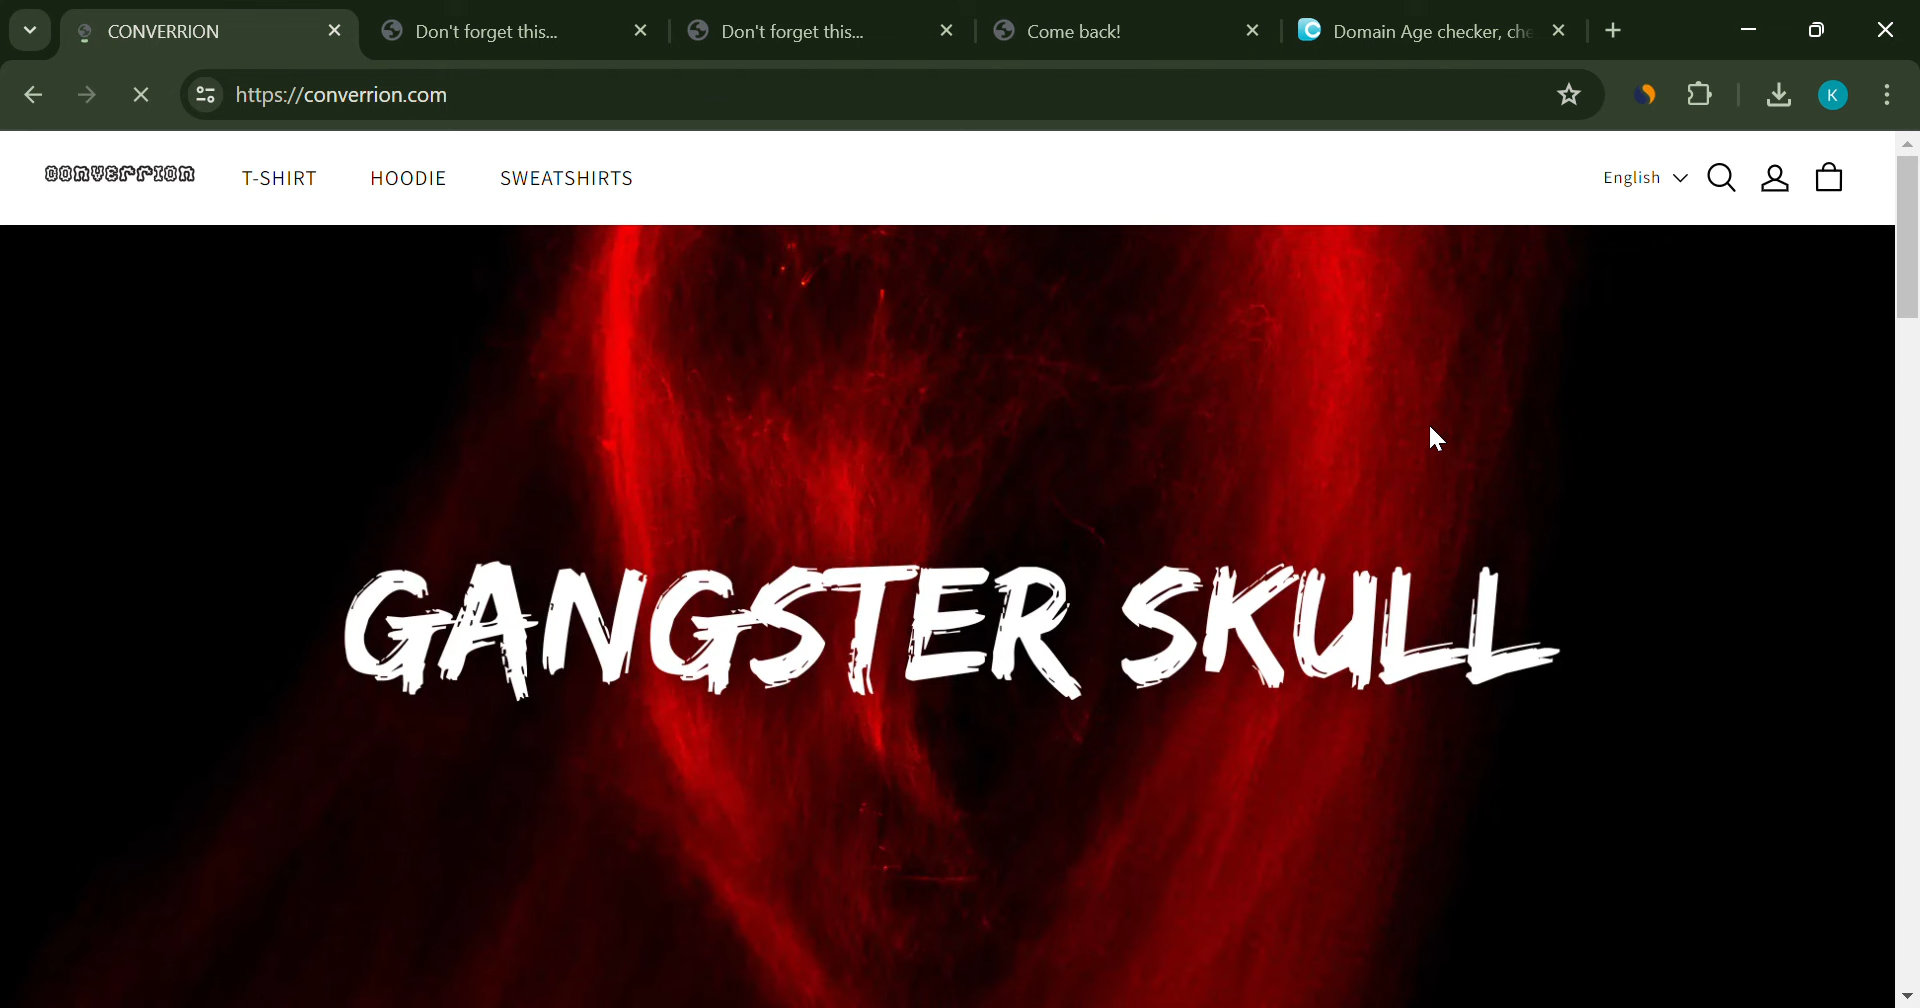 CONVERRION
Don't forget this...
Don't forget this...
Come back!
Domain Age checker, che
https://converrion.com
K
CONVERRION
T-SHIRT
HOODIE
SWEATSHIRTS
English
GANGSTER SKULL